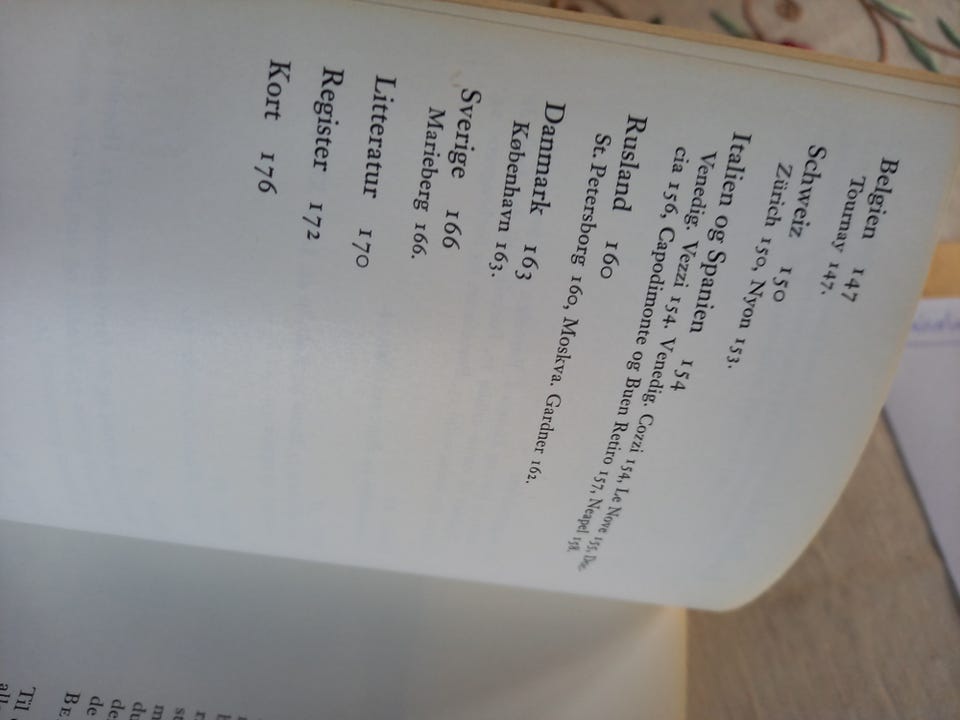 Belgien 147
Tournay 147.
Schweiz 150
Zürich 150, Nyon 153.
Italien og Spanien 154
Venedig. Vezzi 154. Venedig. Cozzi 154, Le Nove 155, Doc-
cia 156, Capodimonte og Buen Retiro 157, Neapel 158.
Rusland 160
St. Petersborg 160, Moskva. Gardner 162.
Danmark 163
København 163.
Sverige 166
Marieberg 166.
Litteratur 170
Register 172
Kort 176
Til